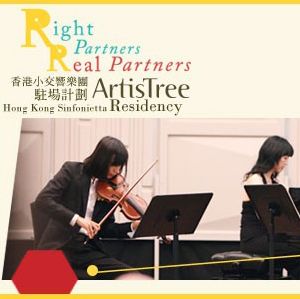 Right
Partners
Real Partners
香港小交響樂團
駐場計劃 ArtisTree
Hong Kong Sinfonietta Residency